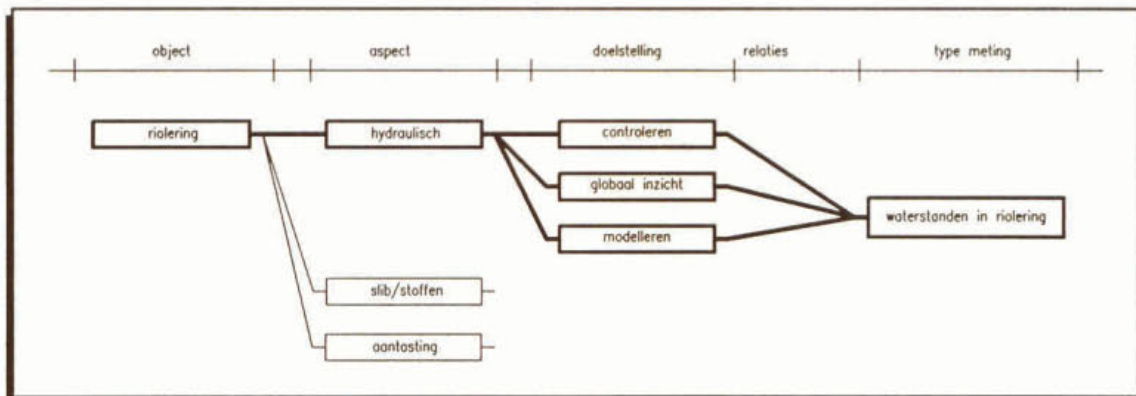 object aspect doelstelling relaties type meting
riolering hydraulisch controleren
globaal inzicht
waterstanden in riolering
modelleren
slib/stoffen
aantasting